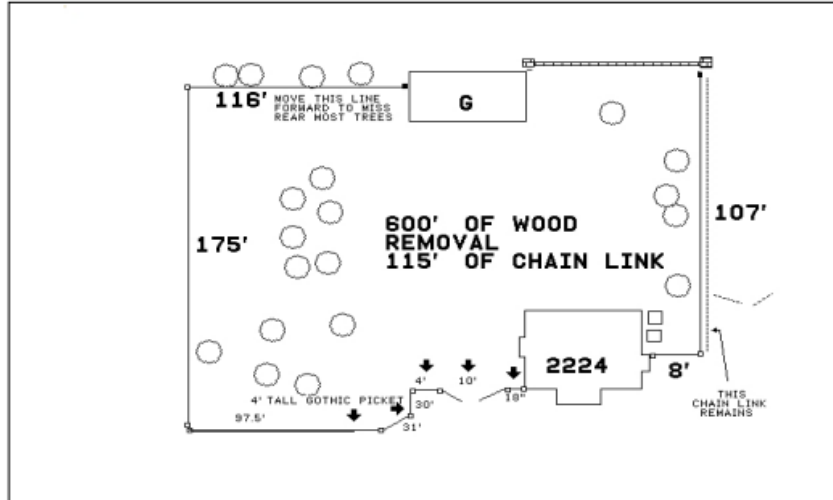 116'
MOVE THIS LINE
FORWARD TO MISS
REAR MOST TREES
G
175'
600' OF WOOD
REMOVAL
115' OF CHAIN LINK
107'
2224
8'
4'
10'
18"
4' TALL GOTHIC PICKET
30'
97.5'
31'
THIS
CHAIN LINK
REMAINS